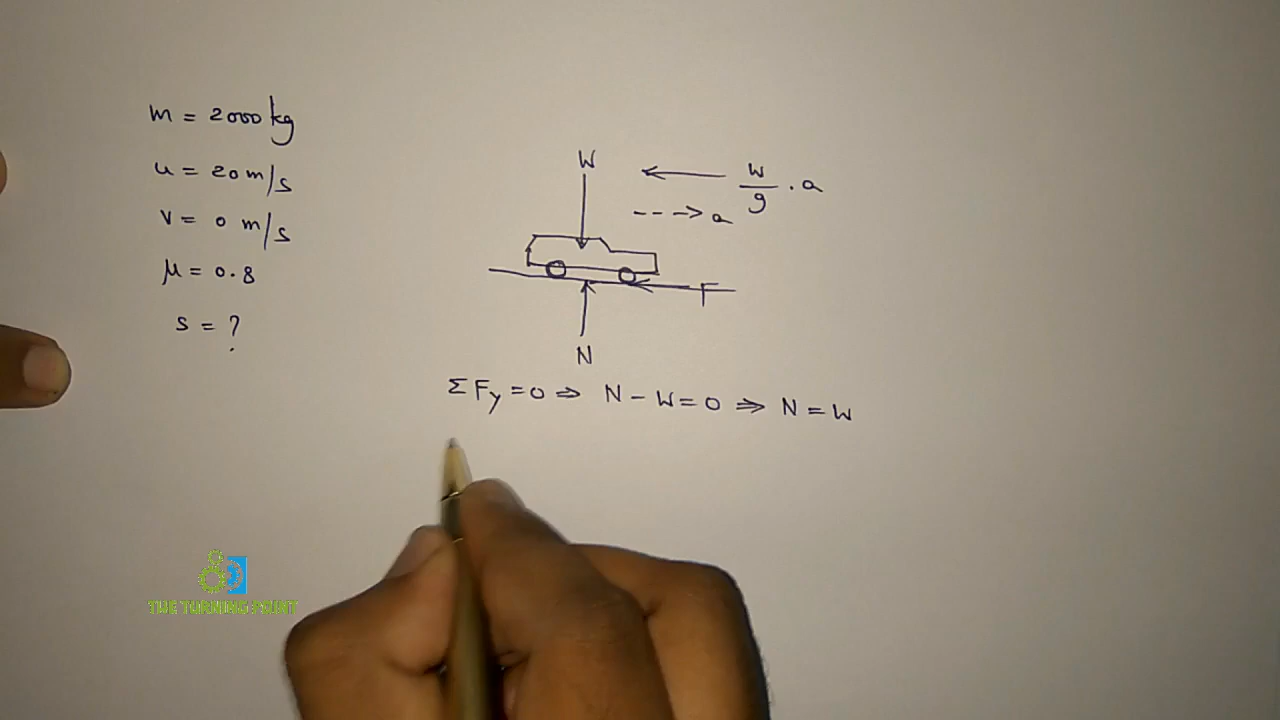 m = 2000 kg
u = 20 m/s
v = 0 m/s
μ = 0.8
s = ?
W
W/g . a
a
F
N
ΣFy = 0 ⇒ N - W = 0 ⇒ N = W
THE TURNING POINT